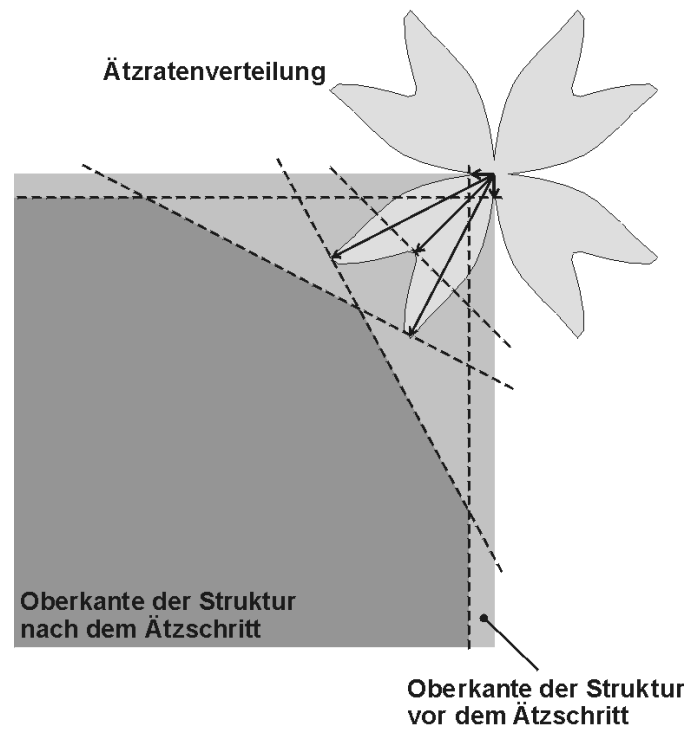 Ätzratenverteilung
Oberkante der Struktur
nach dem Ätzschritt
Oberkante der Struktur
vor dem Ätzschritt